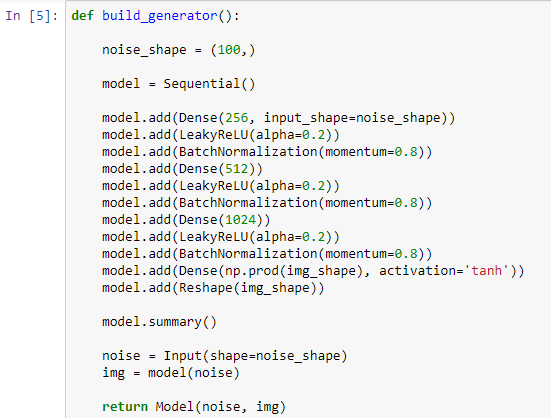 In [5]: def build_generator():
noise_shape = (100,)
model = Sequential()
model.add(Dense(256, input_shape=noise_shape))
model.add(LeakyReLU(alpha=0.2))
model.add(BatchNormalization(momentum=0.8))
model.add(Dense(512))
model.add(LeakyReLU(alpha=0.2))
model.add(BatchNormalization(momentum=0.8))
model.add(Dense(1024))
model.add(LeakyReLU(alpha=0.2))
model.add(BatchNormalization(momentum=0.8))
model.add(Dense(np.prod(img_shape), activation='tanh'))
model.add(Reshape(img_shape))
model.summary()
noise = Input(shape=noise_shape)
img = model(noise)
return Model(noise, img)